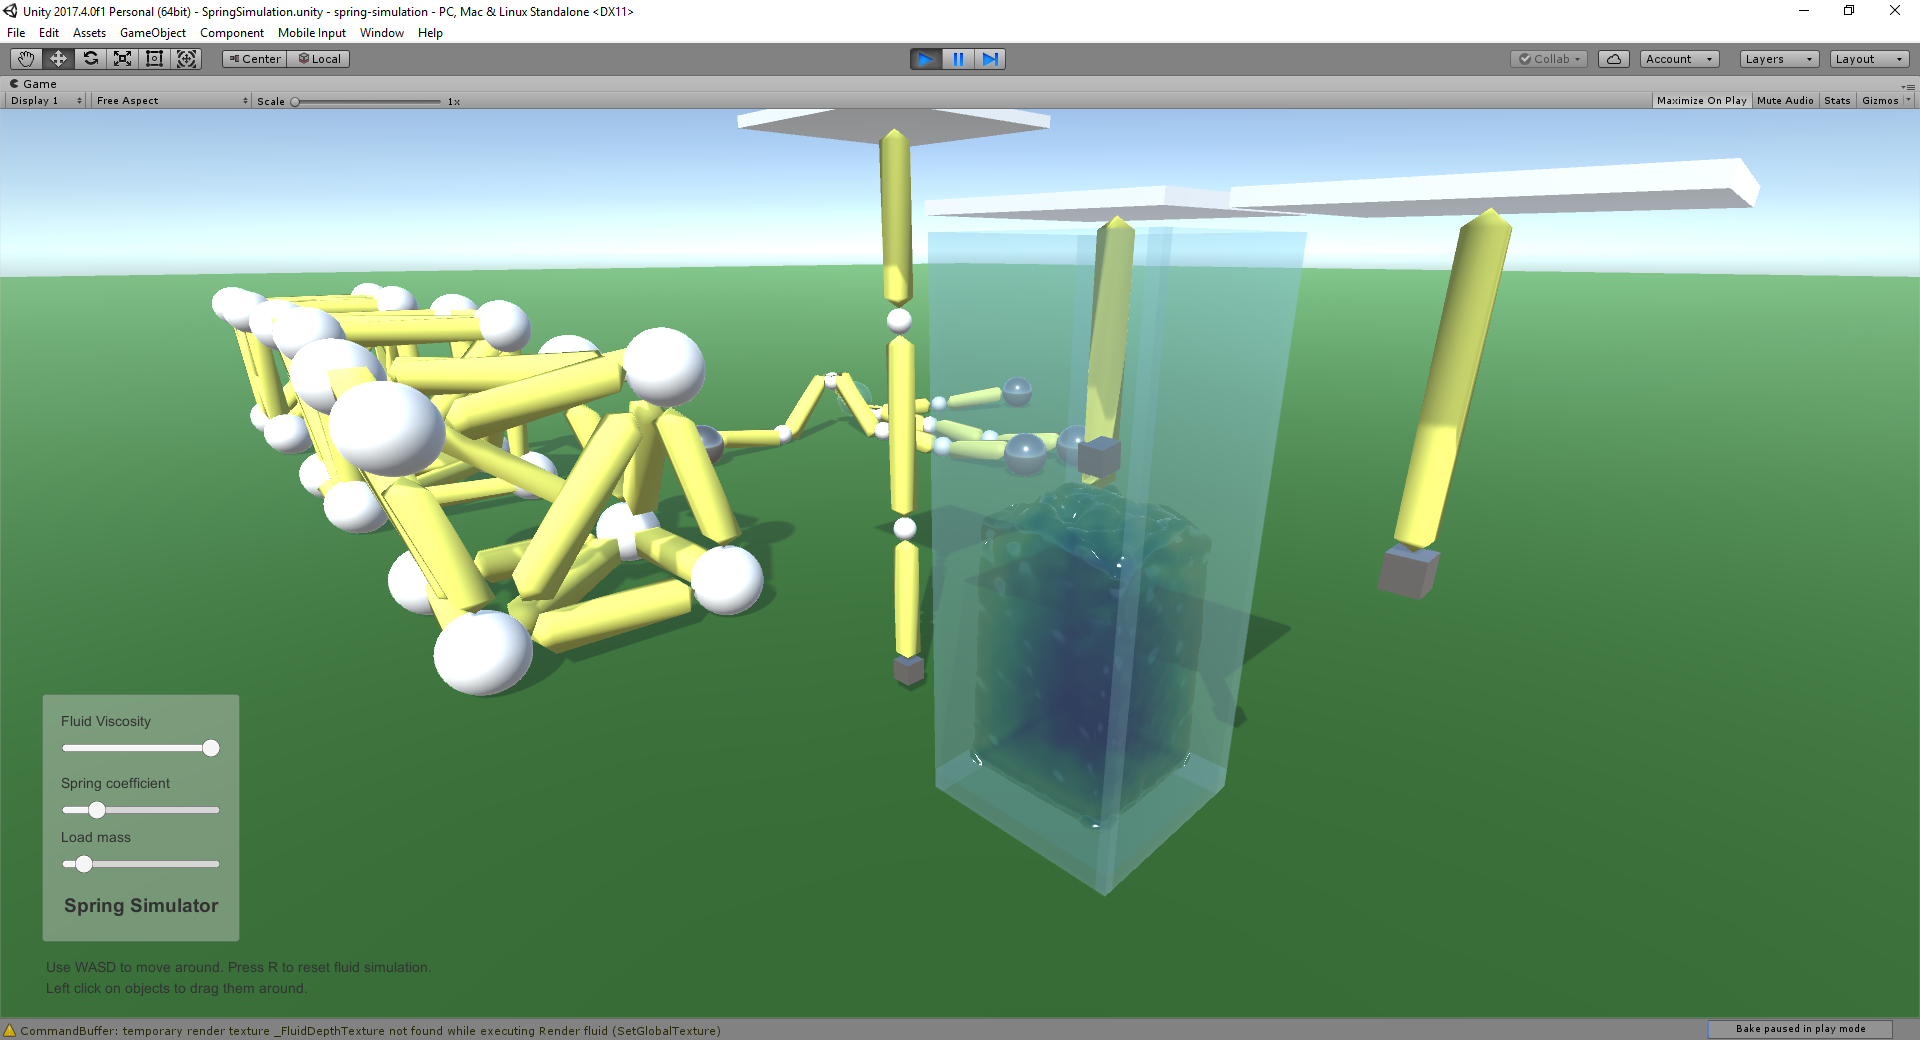 Unity 2017.4.0f1 Personal (64bit) - SpringSimulation.unity - spring-simulation - PC, Mac & Linux Standalone <DX11>
File Edit Assets GameObject Component Mobile Input Window Help
Center Local Collab Account Layers Layout
Game
Display 1 Free Aspect Scale 1x Maximize On Play Mute Audio Stats Gizmos
Fluid Viscosity
Spring coefficient
Load mass
Spring Simulator
Use WASD to move around. Press R to reset fluid simulation.
Left click on objects to drag them around.
CommandBuffer: temporary render texture _FluidDepthTexture not found while executing Render fluid (SetGlobalTexture)
Bake paused in play mode